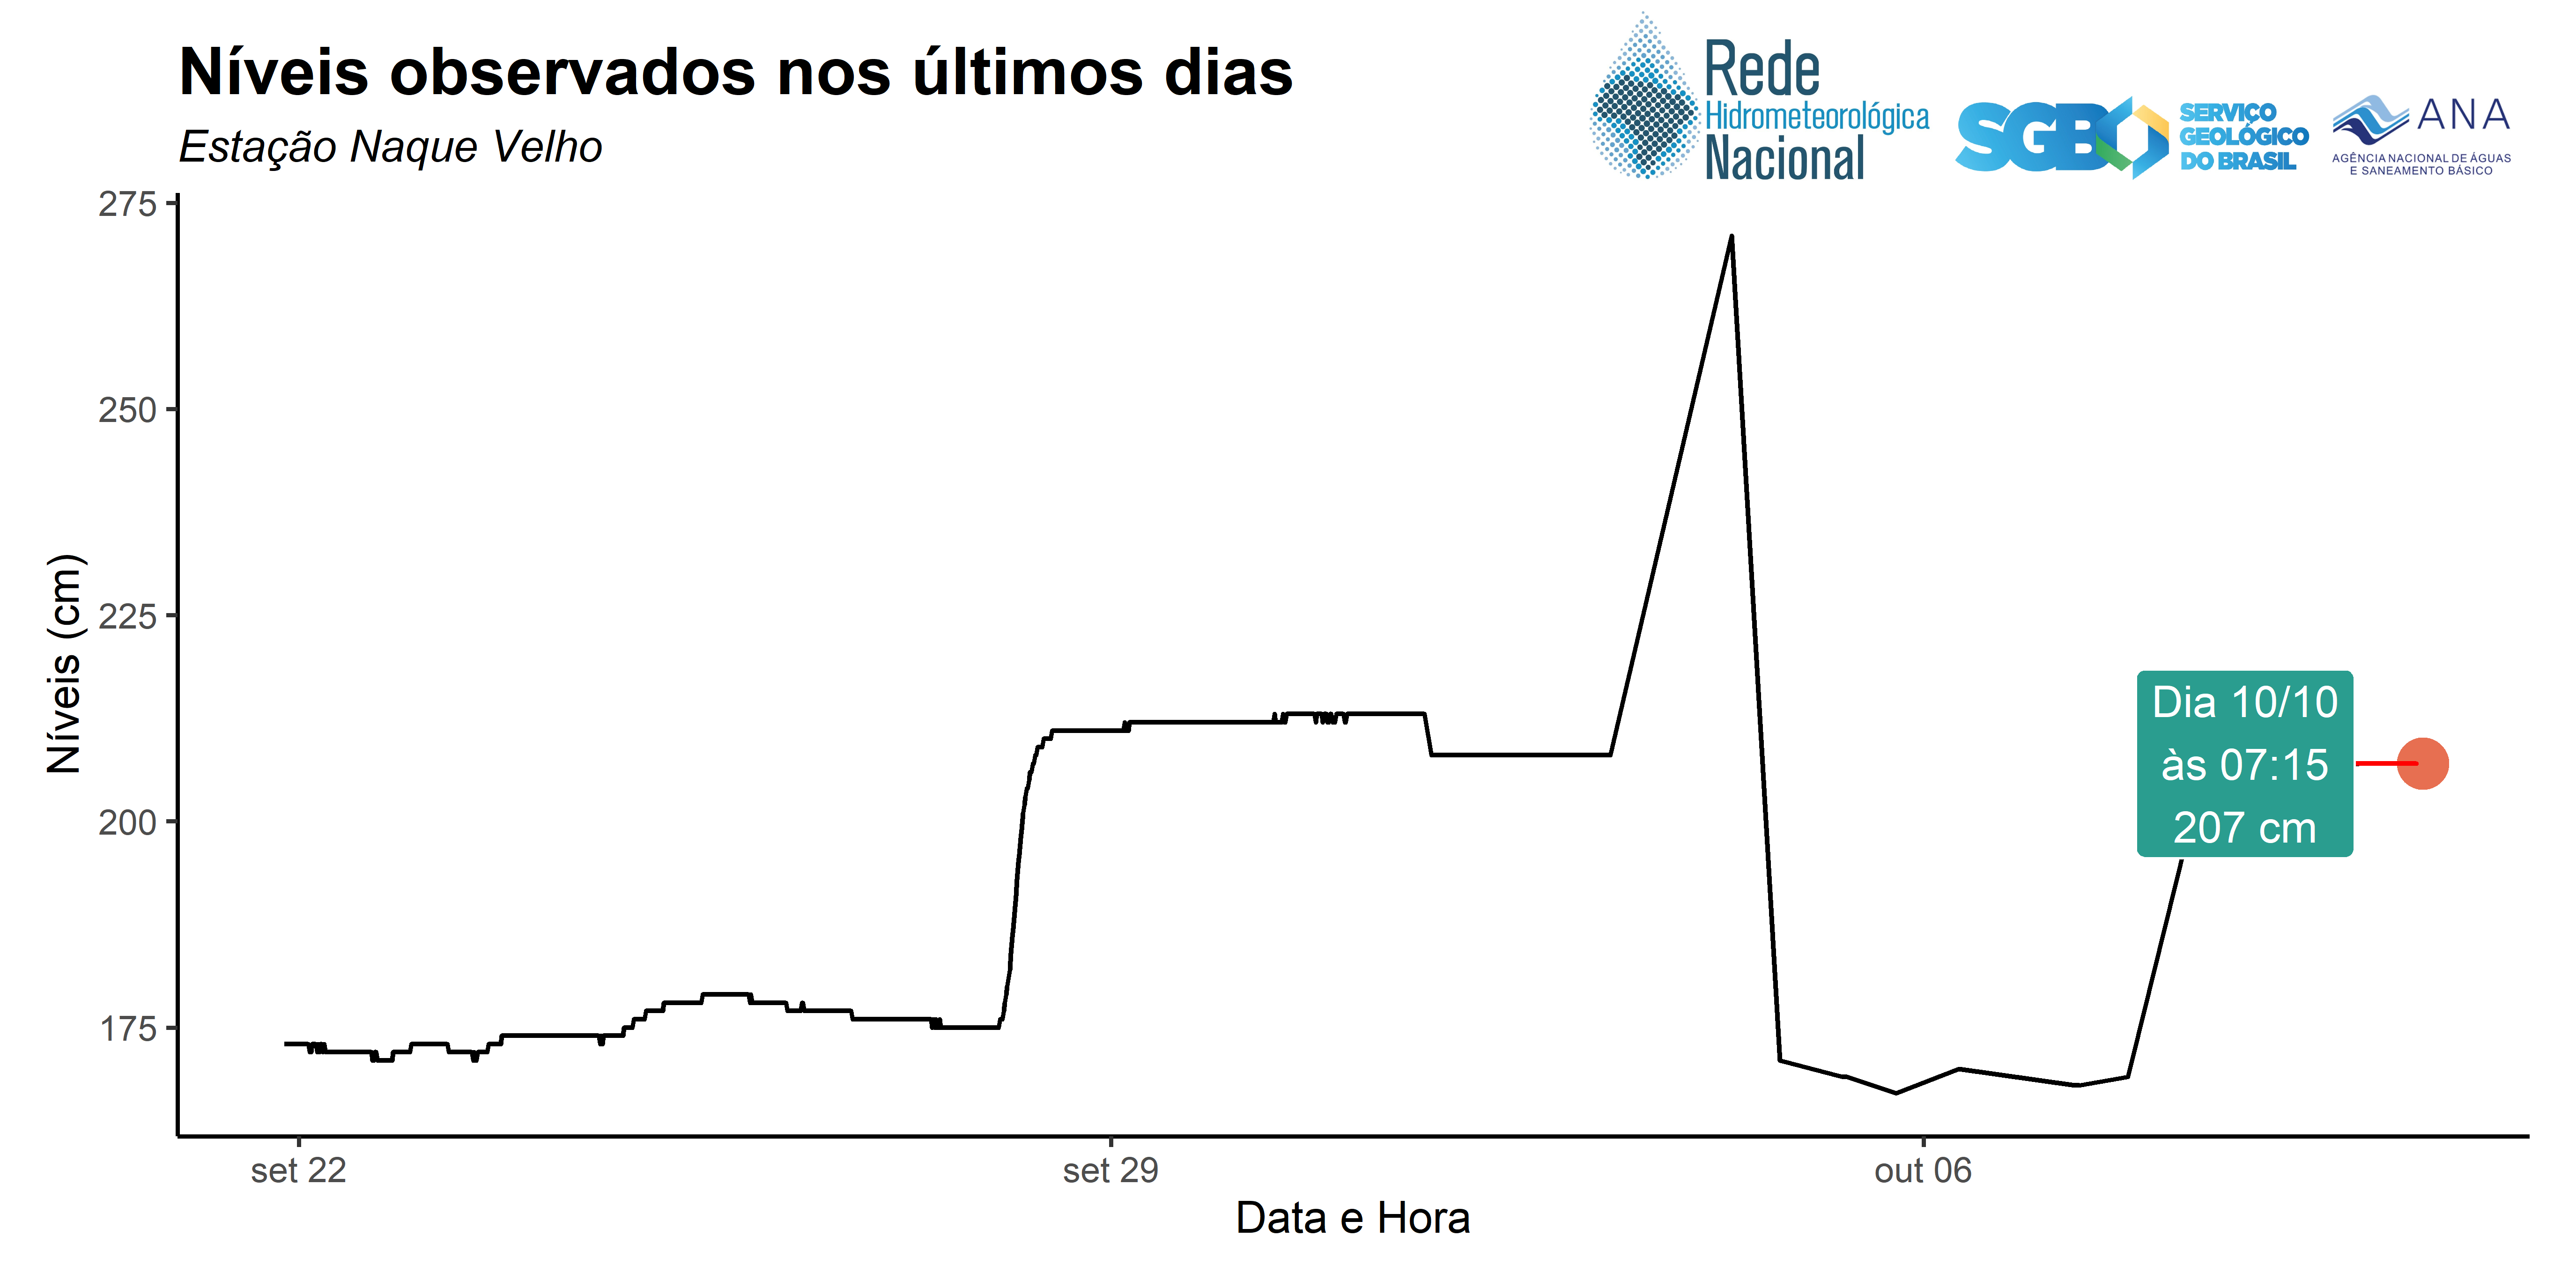 Níveis observados nos últimos dias
Estação Naque Velho
Rede
Hidrometeorológica
Nacional
SGB
SERVIÇO
GEOLÓGICO
DO BRASIL
ANA
AGÊNCIA NACIONAL DE ÁGUAS
E SANEAMENTO BÁSICO
Níveis (cm)
275
250
225
200
175
Dia 10/10
às 07:15
207 cm
set 22
set 29
out 06
Data e Hora